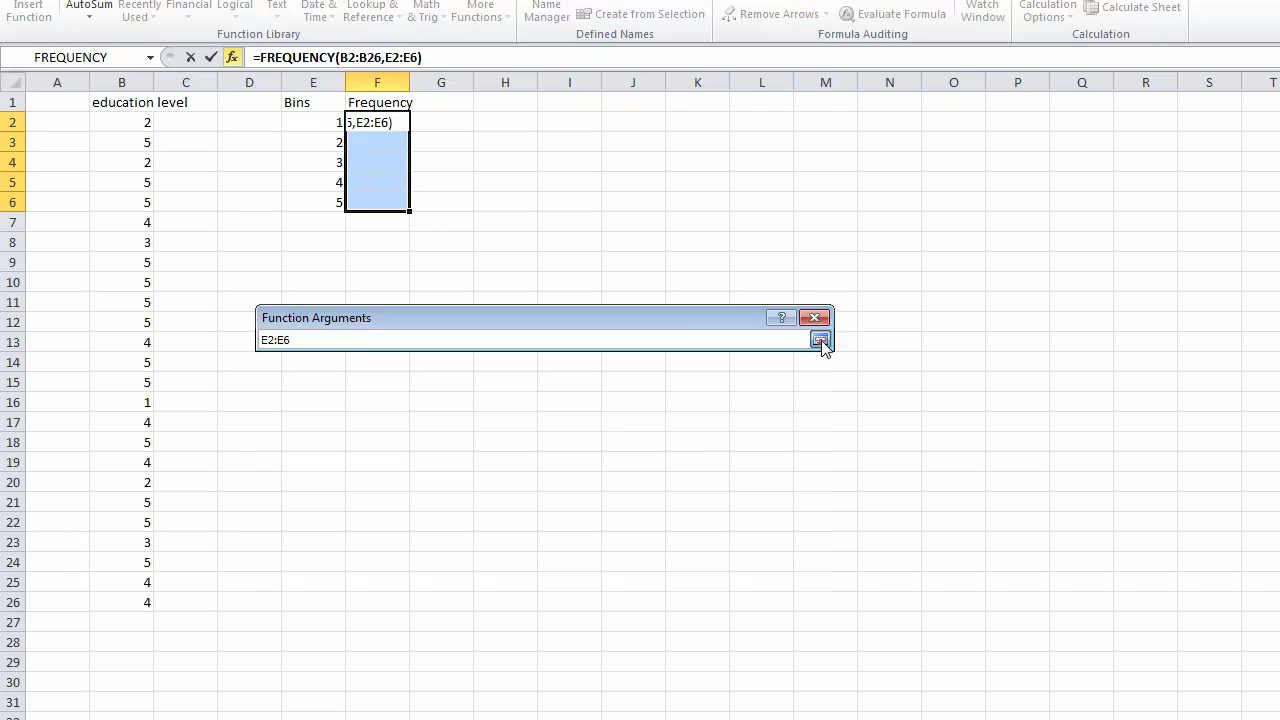 Insert Function
AutoSum
Recently Used
Financial
Logical
Text
Date & Time
Lookup & Reference
Math & Trig
More Functions
Function Library
Name Manager
Create from Selection
Defined Names
Remove Arrows
Evaluate Formula
Formula Auditing
Watch Window
Calculation Options
Calculate Sheet
Calculation
FREQUENCY fx =FREQUENCY(B2:B26,E2:E6)
A B C D E F G H I J K L M N O P Q R S T
1 education level Bins Frequency
2 2 1 ,E2:E6)
3 5 2
4 2 3
5 5 4
6 5 5
7 4
8 3
9 5
10 5
11 5
12 5
13 4
14 5
15 5
16 1
17 4
18 5
19 4
20 2
21 5
22 5
23 3
24 5
25 4
26 4
27
28
29
30
31
Function Arguments ?
E2:E6